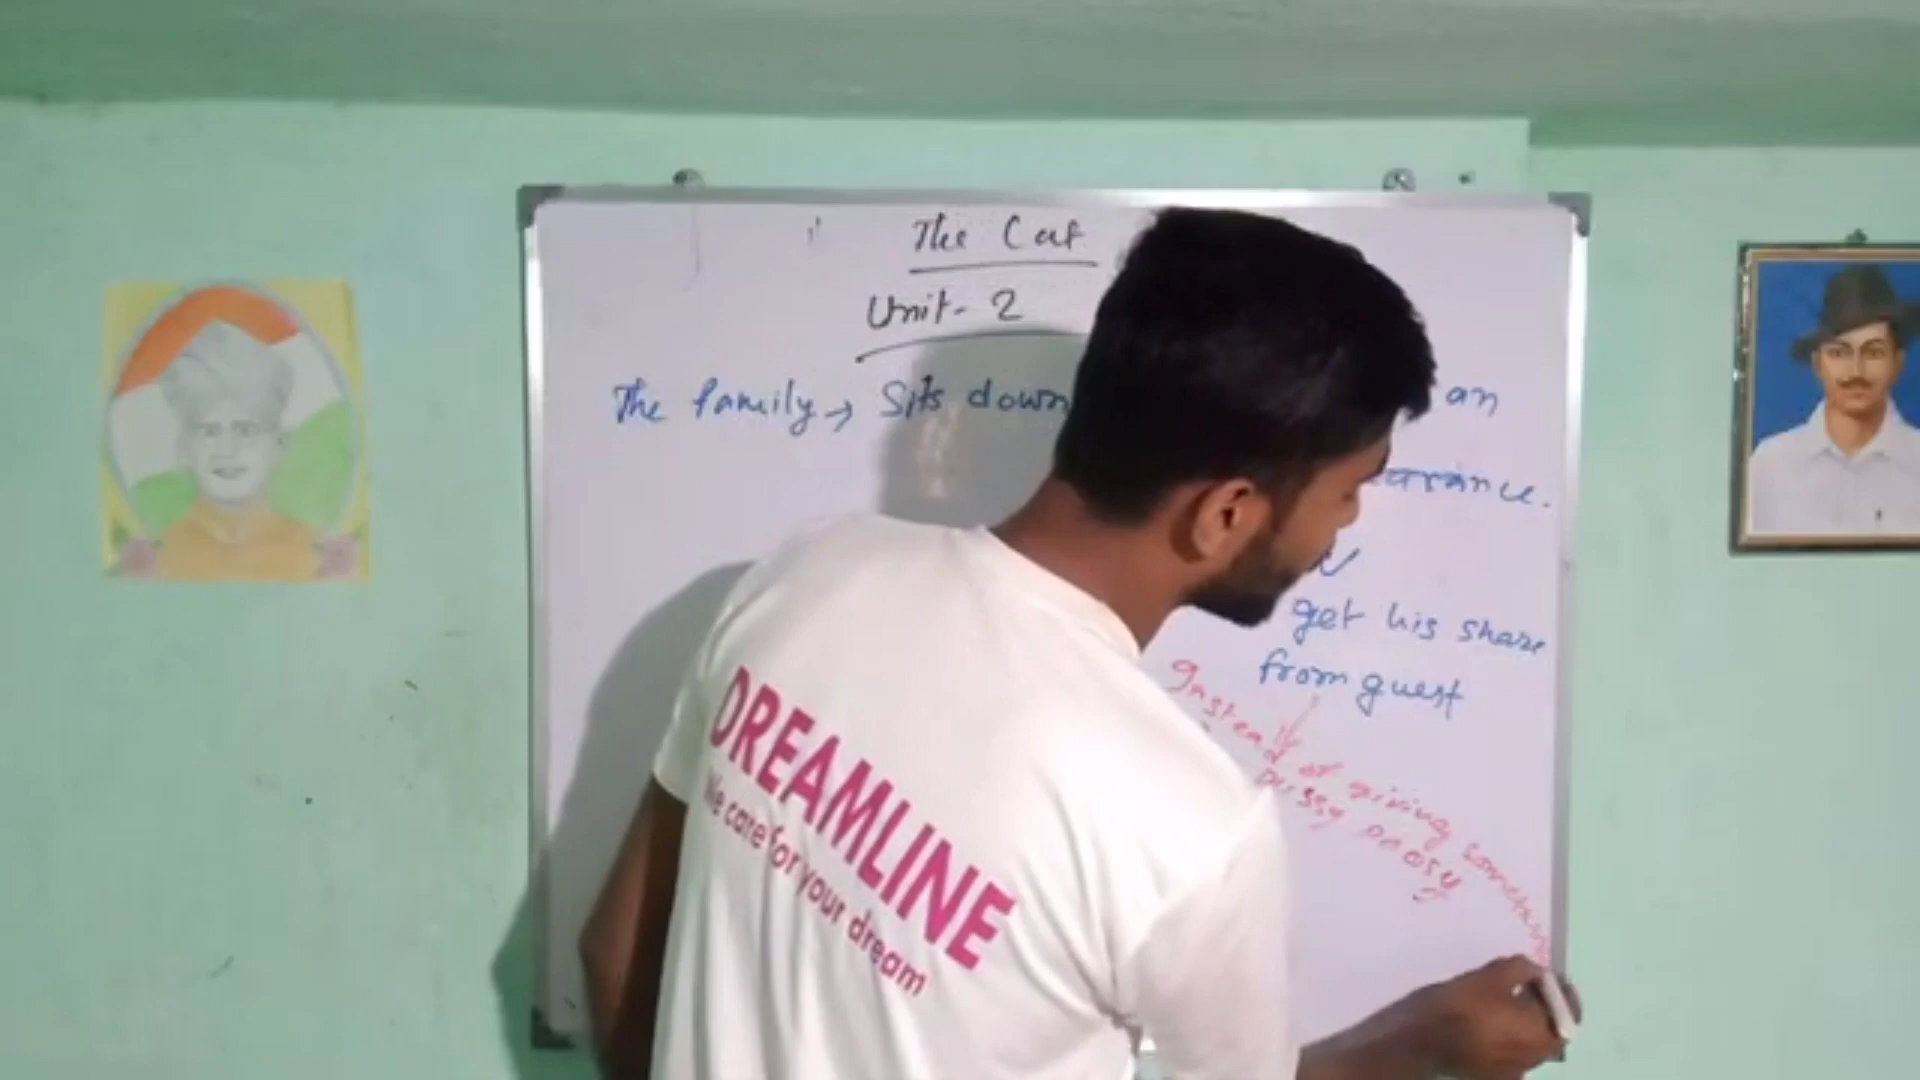 The Cat
Unit- 2
The family → Sits down an
arance.
get his share
from guest
Instead of giving something
pussy
DREAMLINE
We care for your dream